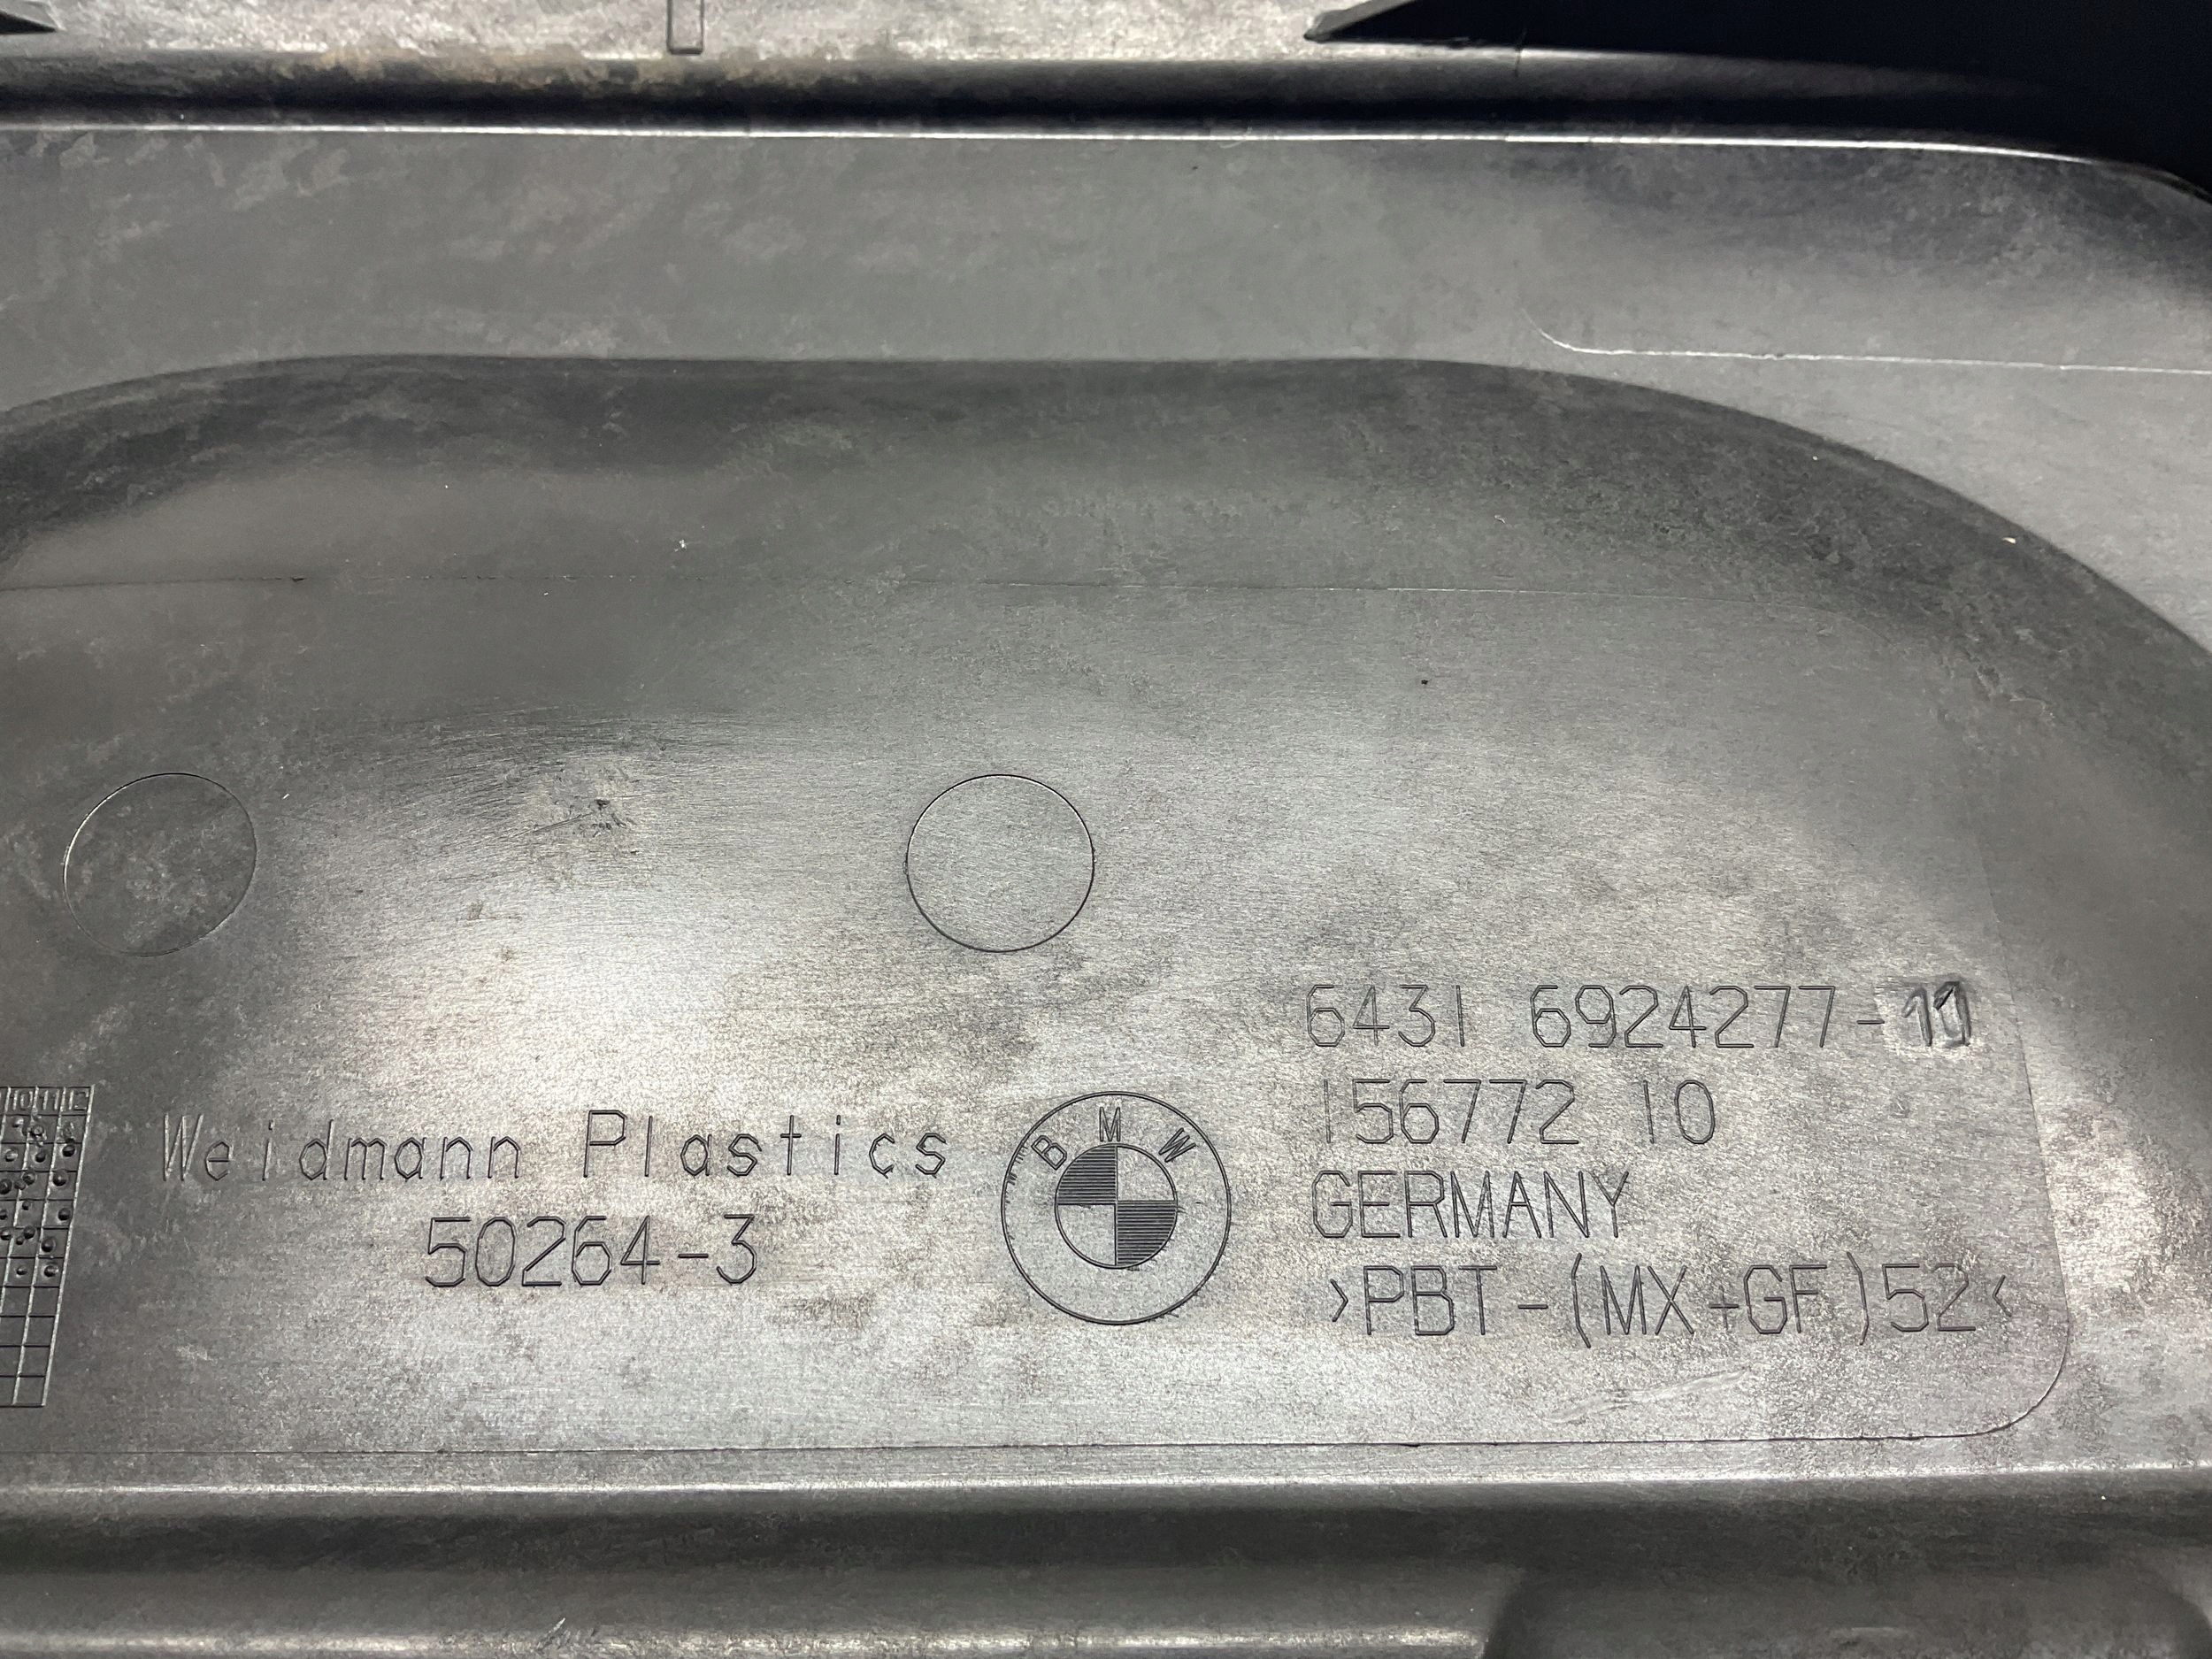 6431 6924277-11
156772 10
GERMANY
>PBT-(MX+GF)52<
BMW
Weidmann Plastics
50264-3